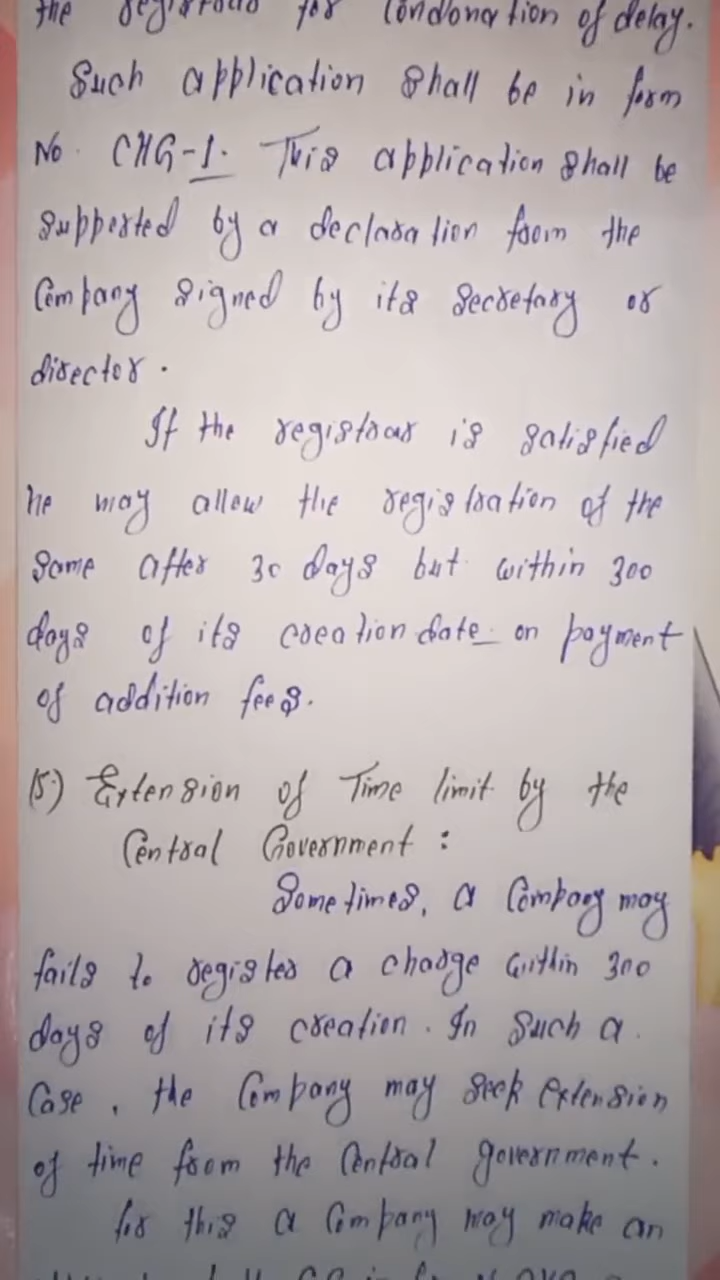 the registrar for Condonation of delay.
Such application shall be in form
No. CHG-1. This application shall be
supported by a declaration from the
Company signed by its Secretary or
director.
If the registrar is satisfied
he may allow the registration of the
same after 30 days but within 300
days of its creation date on payment
of addition fees.
(5) Extension of Time limit by the
Central Government :
Sometimes, a Company may
fails to register a charge within 300
days of its creation. In Such a
Case, the Company may Seek Extension
of time from the Central government.
for this a Company may make an